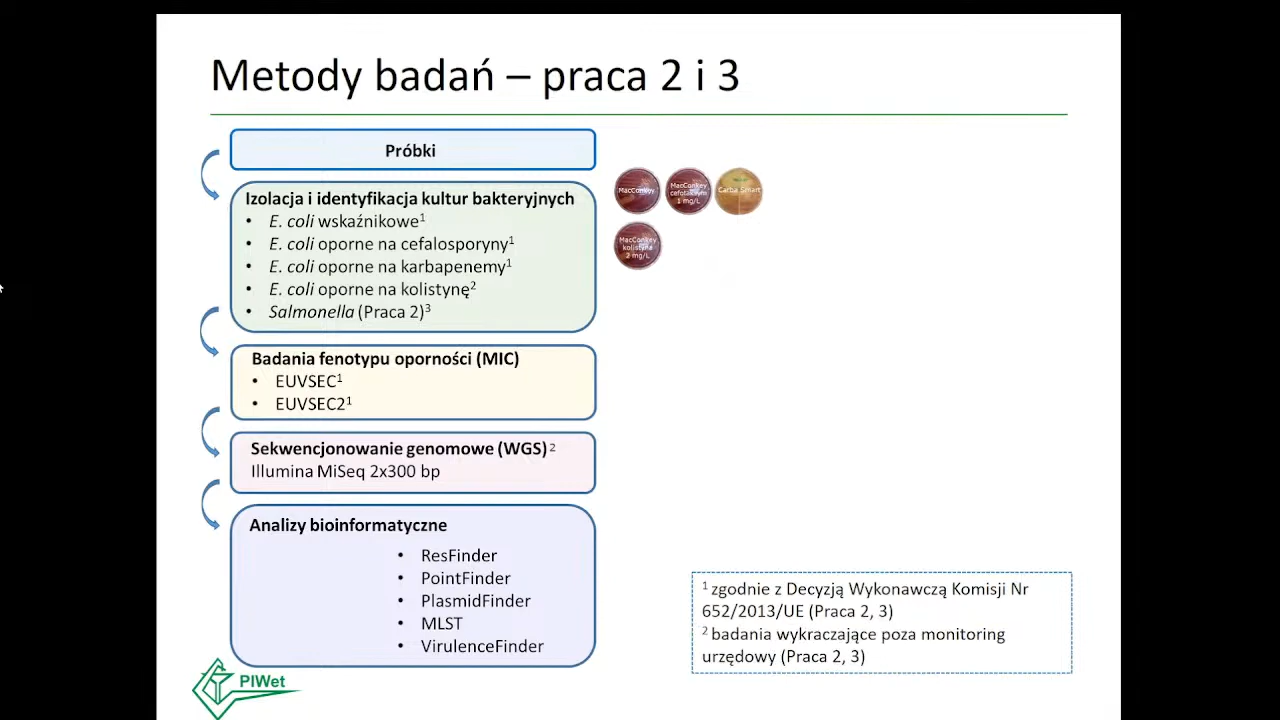 Metody badań – praca 2 i 3
Próbki
Izolacja i identyfikacja kultur bakteryjnych
• E. coli wskaźnikowe¹
• E. coli oporne na cefalosporyny¹
• E. coli oporne na karbapenemy¹
• E. coli oporne na kolistynę²
• Salmonella (Praca 2)³
MacConkey
MacConkey
cefotaksym
1 mg/L
Carba Smart
MacConkey
kolistyna
2 mg/L
Badania fenotypu oporności (MIC)
• EUVSEC¹
• EUVSEC2¹
Sekwencjonowanie genomowe (WGS) ²
Illumina MiSeq 2x300 bp
Analizy bioinformatyczne
• ResFinder
• PointFinder
• PlasmidFinder
• MLST
• VirulenceFinder
¹ zgodnie z Decyzją Wykonawczą Komisji Nr
652/2013/UE (Praca 2, 3)
² badania wykraczające poza monitoring
urzędowy (Praca 2, 3)
PIWet